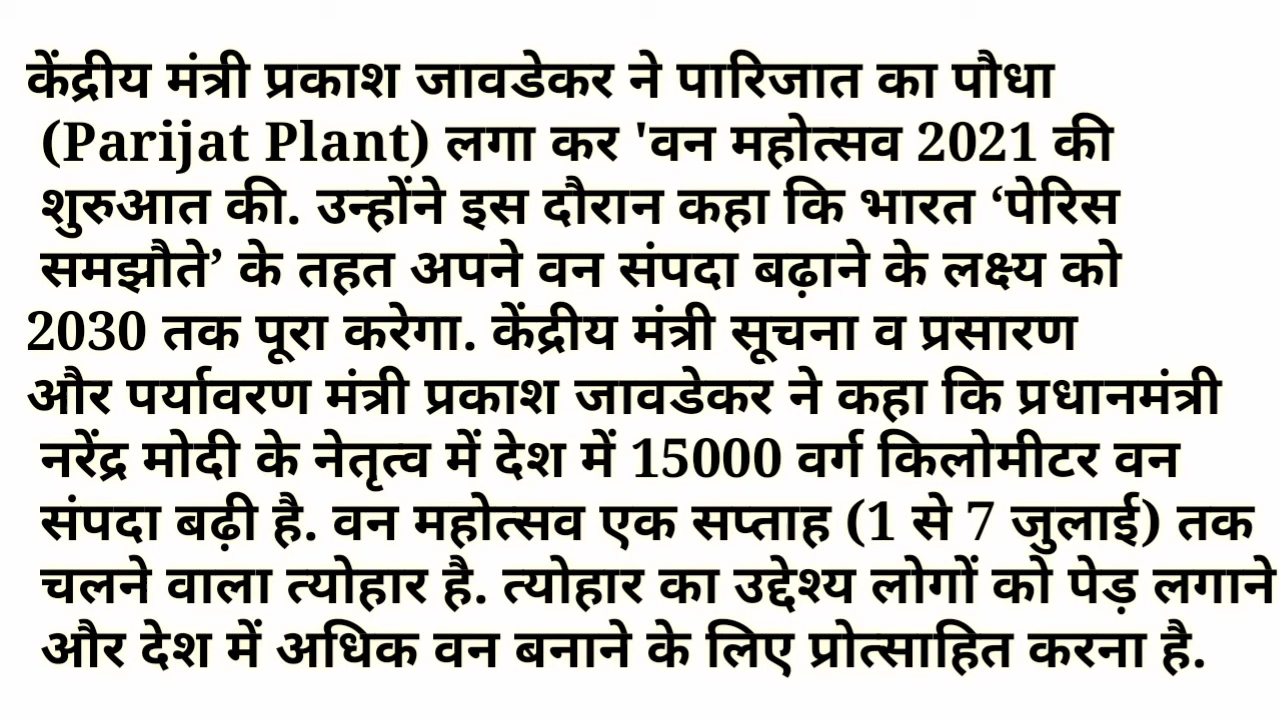 केंद्रीय मंत्री प्रकाश जावडेकर ने पारिजात का पौधा
(Parijat Plant) लगा कर 'वन महोत्सव 2021 की
शुरुआत की. उन्होंने इस दौरान कहा कि भारत ‘पेरिस
समझौते’ के तहत अपने वन संपदा बढ़ाने के लक्ष्य को
2030 तक पूरा करेगा. केंद्रीय मंत्री सूचना व प्रसारण
और पर्यावरण मंत्री प्रकाश जावडेकर ने कहा कि प्रधानमंत्री
नरेंद्र मोदी के नेतृत्व में देश में 15000 वर्ग किलोमीटर वन
संपदा बढ़ी है. वन महोत्सव एक सप्ताह (1 से 7 जुलाई) तक
चलने वाला त्योहार है. त्योहार का उद्देश्य लोगों को पेड़ लगाने
और देश में अधिक वन बनाने के लिए प्रोत्साहित करना है.